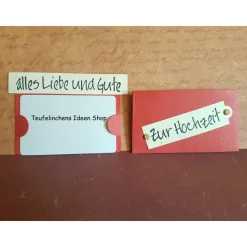 alles Liebe und Gute
Teufelinchens Ideen Shop
zur Hochzeit